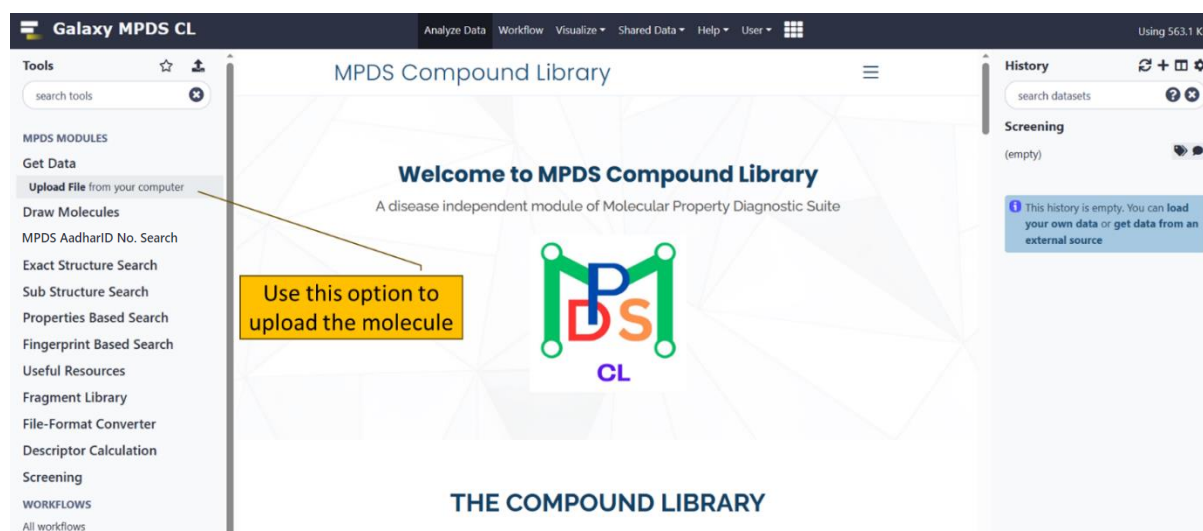 Galaxy MPDS CL
Analyze Data Workflow Visualize Shared Data Help User
Using 563.1 K
Tools
search tools
MPDS MODULES
Get Data
Upload File from your computer
Draw Molecules
MPDS AadharID No. Search
Exact Structure Search
Sub Structure Search
Properties Based Search
Fingerprint Based Search
Useful Resources
Fragment Library
File-Format Converter
Descriptor Calculation
Screening
WORKFLOWS
All workflows
MPDS Compound Library
Welcome to MPDS Compound Library
A disease independent module of Molecular Property Diagnostic Suite
Use this option to
upload the molecule
MPDS
CL
THE COMPOUND LIBRARY
History
search datasets
Screening
(empty)
This history is empty. You can load
your own data or get data from an
external source